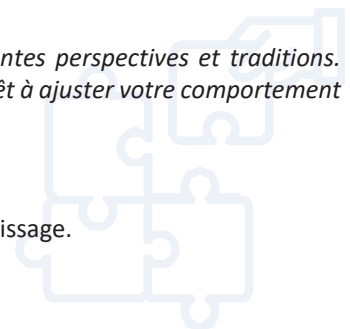 ntes perspectives et traditions.
êt à ajuster votre comportement
issage.